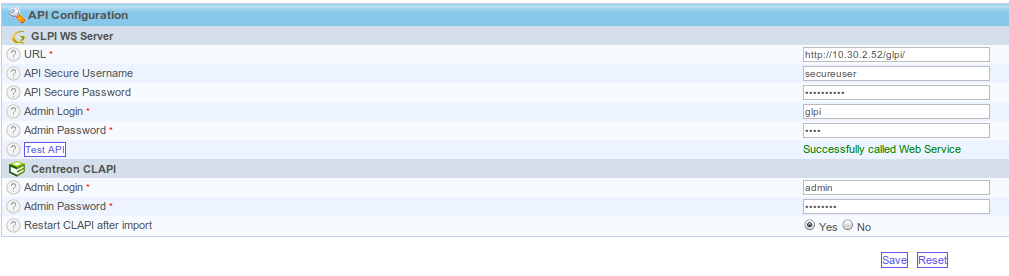 API Configuration
GLPI WS Server
? URL * http://10.30.2.52/glpi/
? API Secure Username secureuser
? API Secure Password ••••••••••
? Admin Login * glpi
? Admin Password * ••••
? Test API Successfully called Web Service
Centreon CLAPI
? Admin Login * admin
? Admin Password * ••••••••
? Restart CLAPI after import Yes No
Save Reset